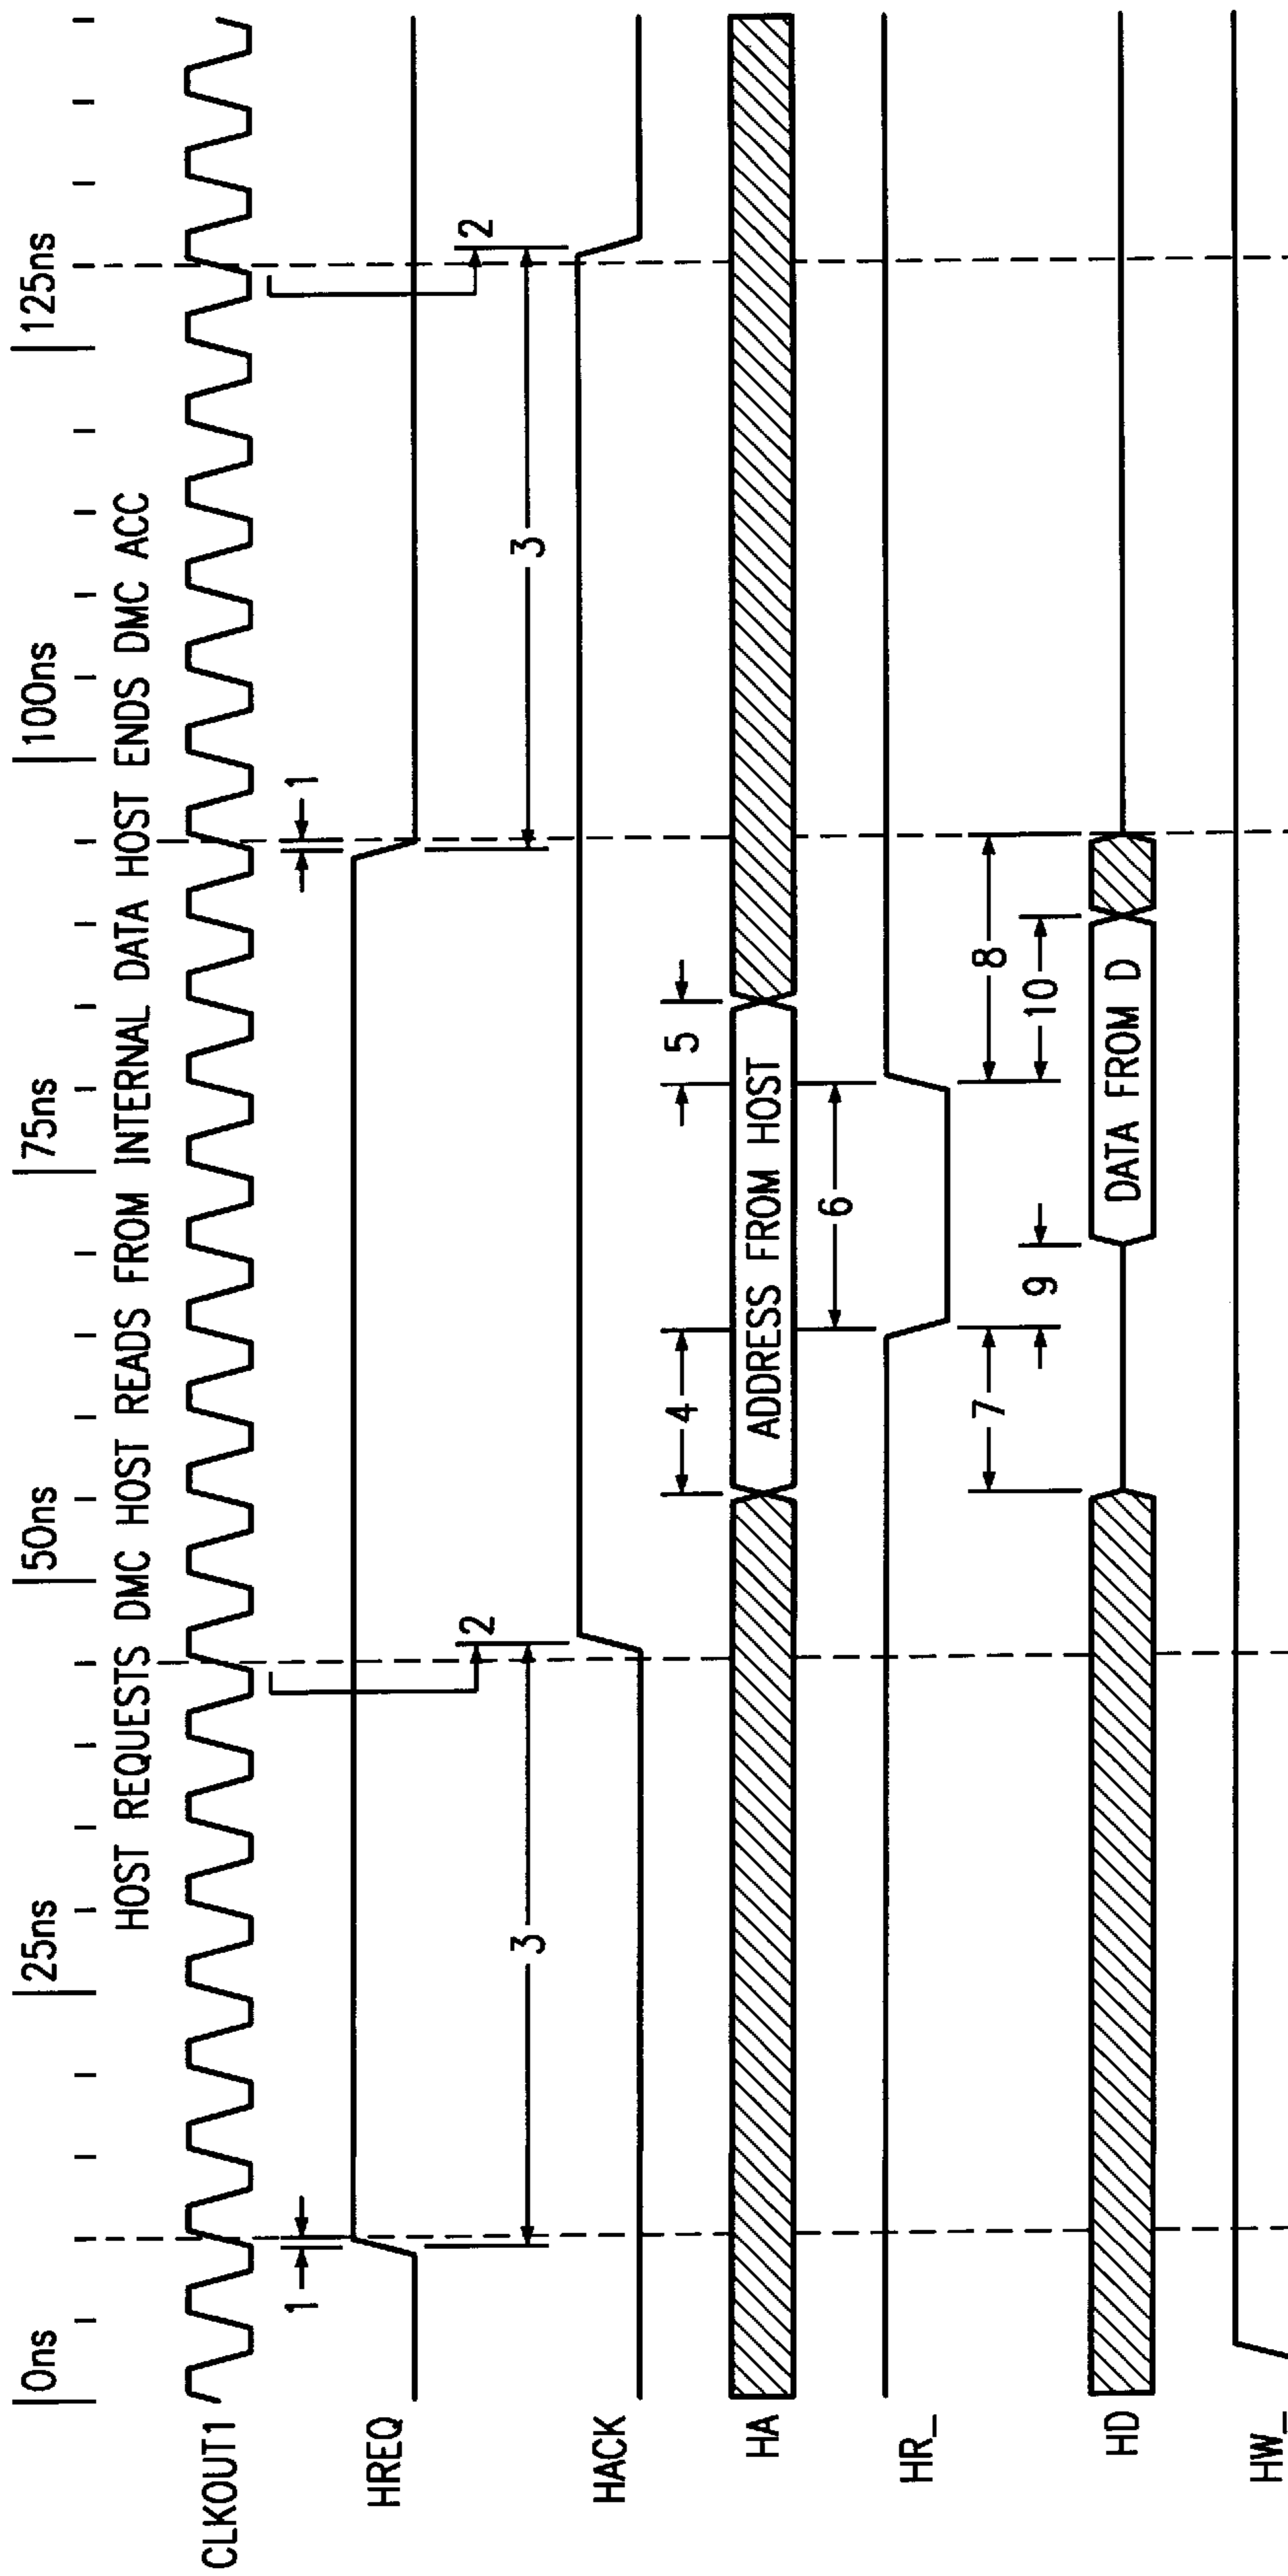 0ns 25ns 50ns 75ns 100ns 125ns
HOST REQUESTS DMC HOST READS FROM INTERNAL DATA HOST ENDS DMC ACC
CLKOUT1
1 1
HREQ
2 2
3 3
HACK
4 5
HA ADDRESS FROM HOST
6
HR_
7 8
9 10
HD DATA FROM D
HW_